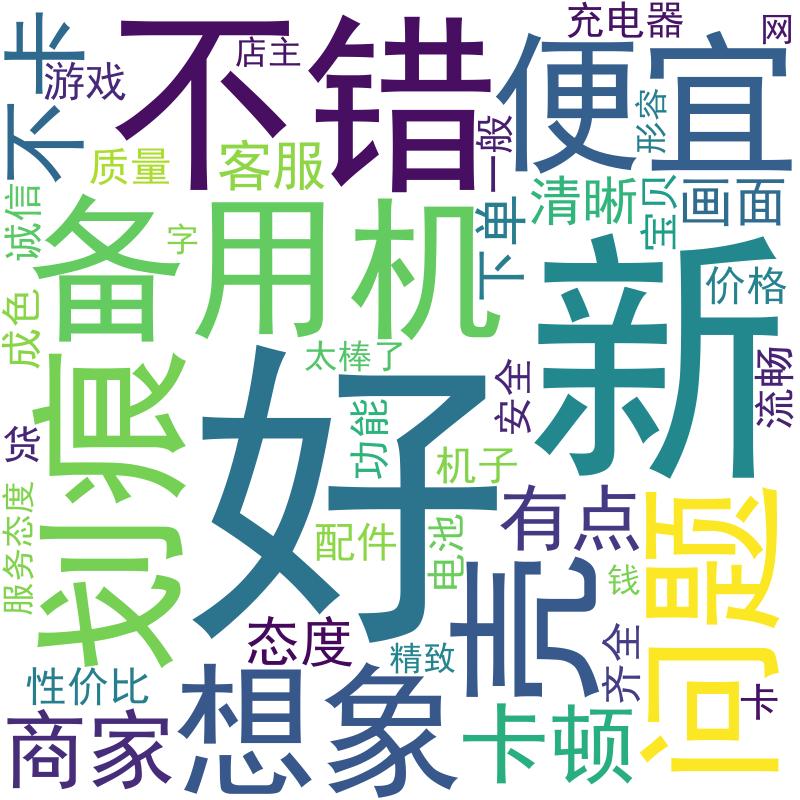 不卡
不错
充电器
网
店主
游戏
便宜
形容
一般
质量
客服
诚信
字
备用机
下单
清晰
宝贝
画面
价格
新
成色
太棒了
划痕
功能
安全
流畅
货
机子
好
配件
电池
有点
问题
服务态度
壳
钱
态度
精致
齐全
卡
性价比
想象
商家
卡顿